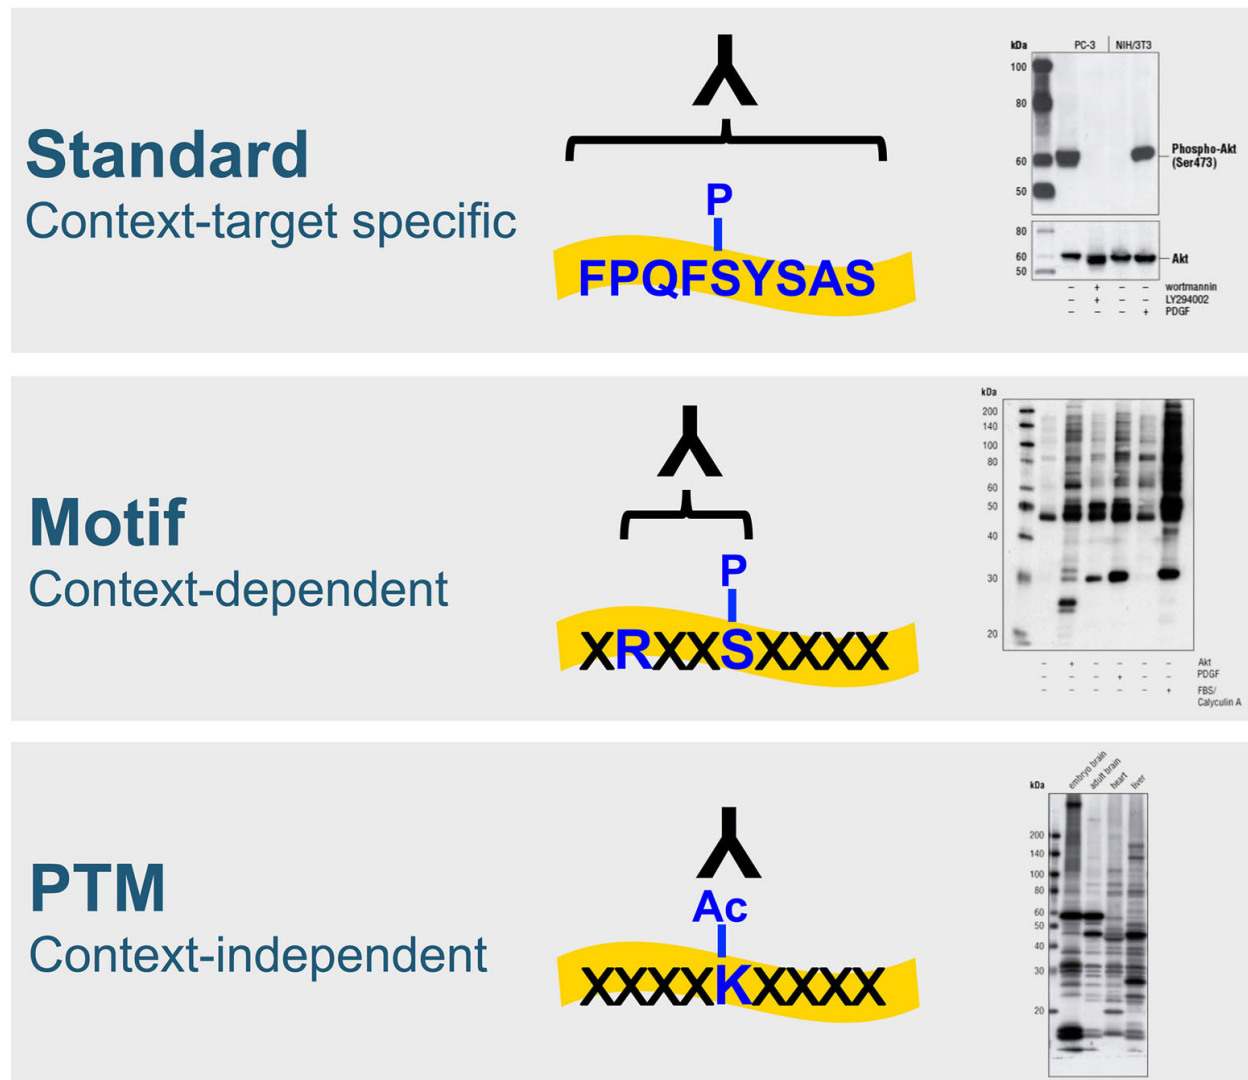 Standard
Context-target specific
P
FPQFSYSAS
kDa PC-3 NIH/3T3
100
80
60
50
Phospho-Akt
(Ser473)
80
60
50
Akt
– + – – wortmannin
– + – – LY294002
– – – + PDGF
Motif
Context-dependent
P
XRXXSXXXX
kDa
200
140
100
80
60
50
40
30
20
– + – – – – Akt
– – – + – – PDGF
– – – – – + FBS/
Calyculin A
PTM
Context-independent
Ac
XXXXKXXXX
kDa
embryo brain
adult brain
heart
liver
200
140
100
80
60
50
40
30
20